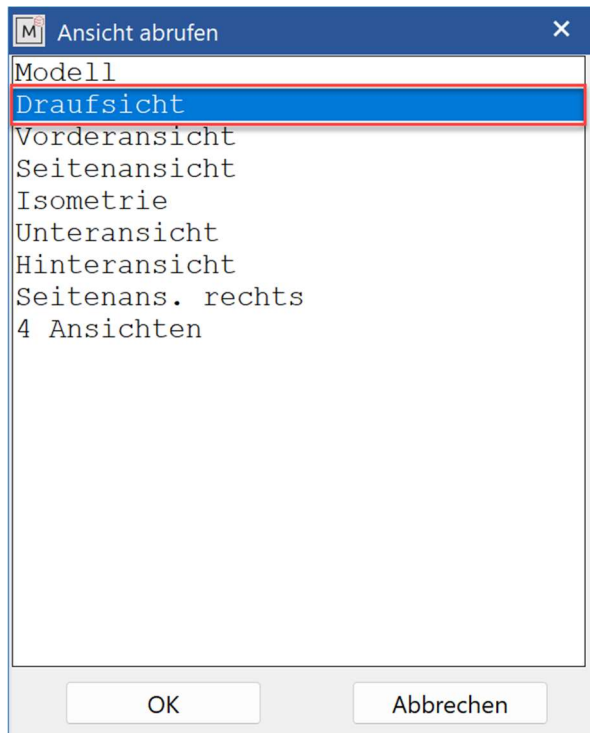 M Ansicht abrufen
Modell
Draufsicht
Vorderansicht
Seitenansicht
Isometrie
Unteransicht
Hinteransicht
Seitenans. rechts
4 Ansichten
OK Abbrechen